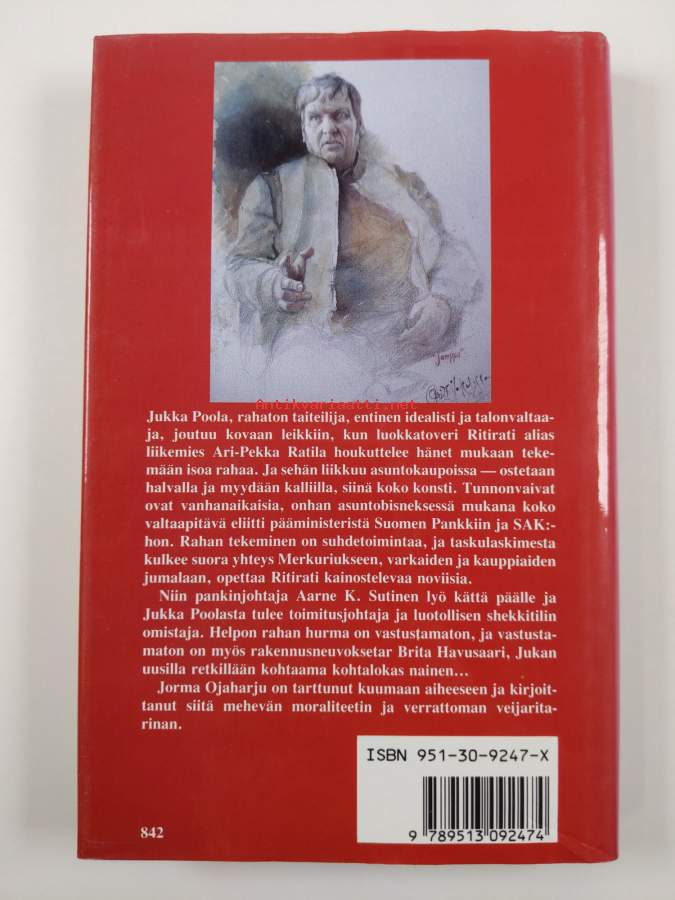 "Jamppa"
Antikvariaatti.net
Jukka Poola, rahaton taiteilija, entinen idealisti ja talonvaltaa-
ja, joutuu kovaan leikkiin, kun luokkatoveri Ritirati alias
liikemies Ari-Pekka Ratila houkuttelee hänet mukaan teke-
mään isoa rahaa. Ja sehän liikkuu asuntokaupoissa — ostetaan
halvalla ja myydään kalliilla, siinä koko konsti. Tunnonvaivat
ovat vanhanaikaisia, onhan asuntobisneksessä mukana koko
valtaapitävä eliitti pääministeristä Suomen Pankkiin ja SAK:-
hon. Rahan tekeminen on suhdetoimintaa, ja taskulaskimesta
kulkee suora yhteys Merkuriukseen, varkaiden ja kauppiaiden
jumalaan, opettaa Ritirati kainostelevaa noviisia.
Niin pankinjohtaja Aarne K. Sutinen lyö kättä päälle ja
Jukka Poolasta tulee toimitusjohtaja ja luotollisen shekkitilin
omistaja. Helpon rahan hurma on vastustamaton, ja vastusta-
maton on myös rakennusneuvoksetar Brita Havusaari, Jukan
uusilla retkillään kohtaama kohtalokas nainen...
Jorma Ojaharju on tarttunut kuumaan aiheeseen ja kirjoit-
tanut siitä mehevän moraliteetin ja verrattoman veijarita-
rinan.
ISBN 951-30-9247-X
9 789513 092474
842